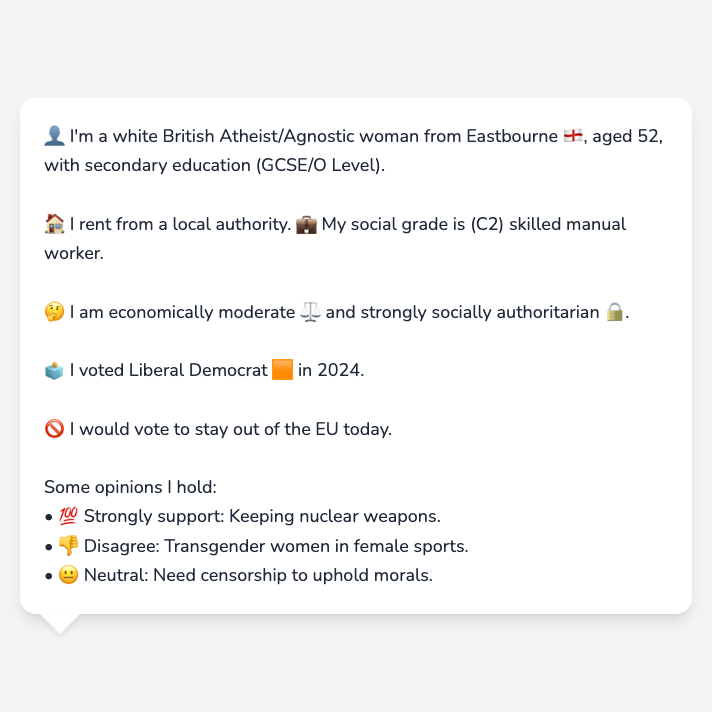 👤 I'm a white British Atheist/Agnostic woman from Eastbourne 🏴󠁧󠁢󠁥󠁮󠁧󠁿, aged 52,
with secondary education (GCSE/O Level).
🏠 I rent from a local authority. 💼 My social grade is (C2) skilled manual
worker.
🤔 I am economically moderate ⚖️ and strongly socially authoritarian 🔒.
🗳️ I voted Liberal Democrat 🟧 in 2024.
🚫 I would vote to stay out of the EU today.
Some opinions I hold:
• 💯 Strongly support: Keeping nuclear weapons.
• 👎 Disagree: Transgender women in female sports.
• 😐 Neutral: Need censorship to uphold morals.